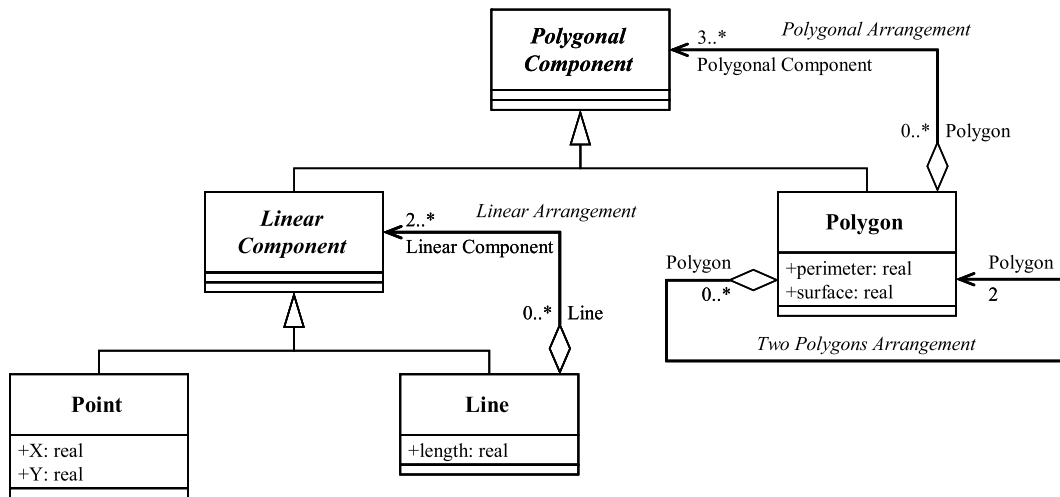 Polygonal
Component
3..*
Polygonal Arrangement
Polygonal Component
0..*
Polygon
Linear
Component
2..*
Linear Arrangement
Linear Component
0..*
Line
Polygon
+perimeter: real
+surface: real
Polygon
0..*
Polygon
2
Two Polygons Arrangement
Point
+X: real
+Y: real
Line
+length: real